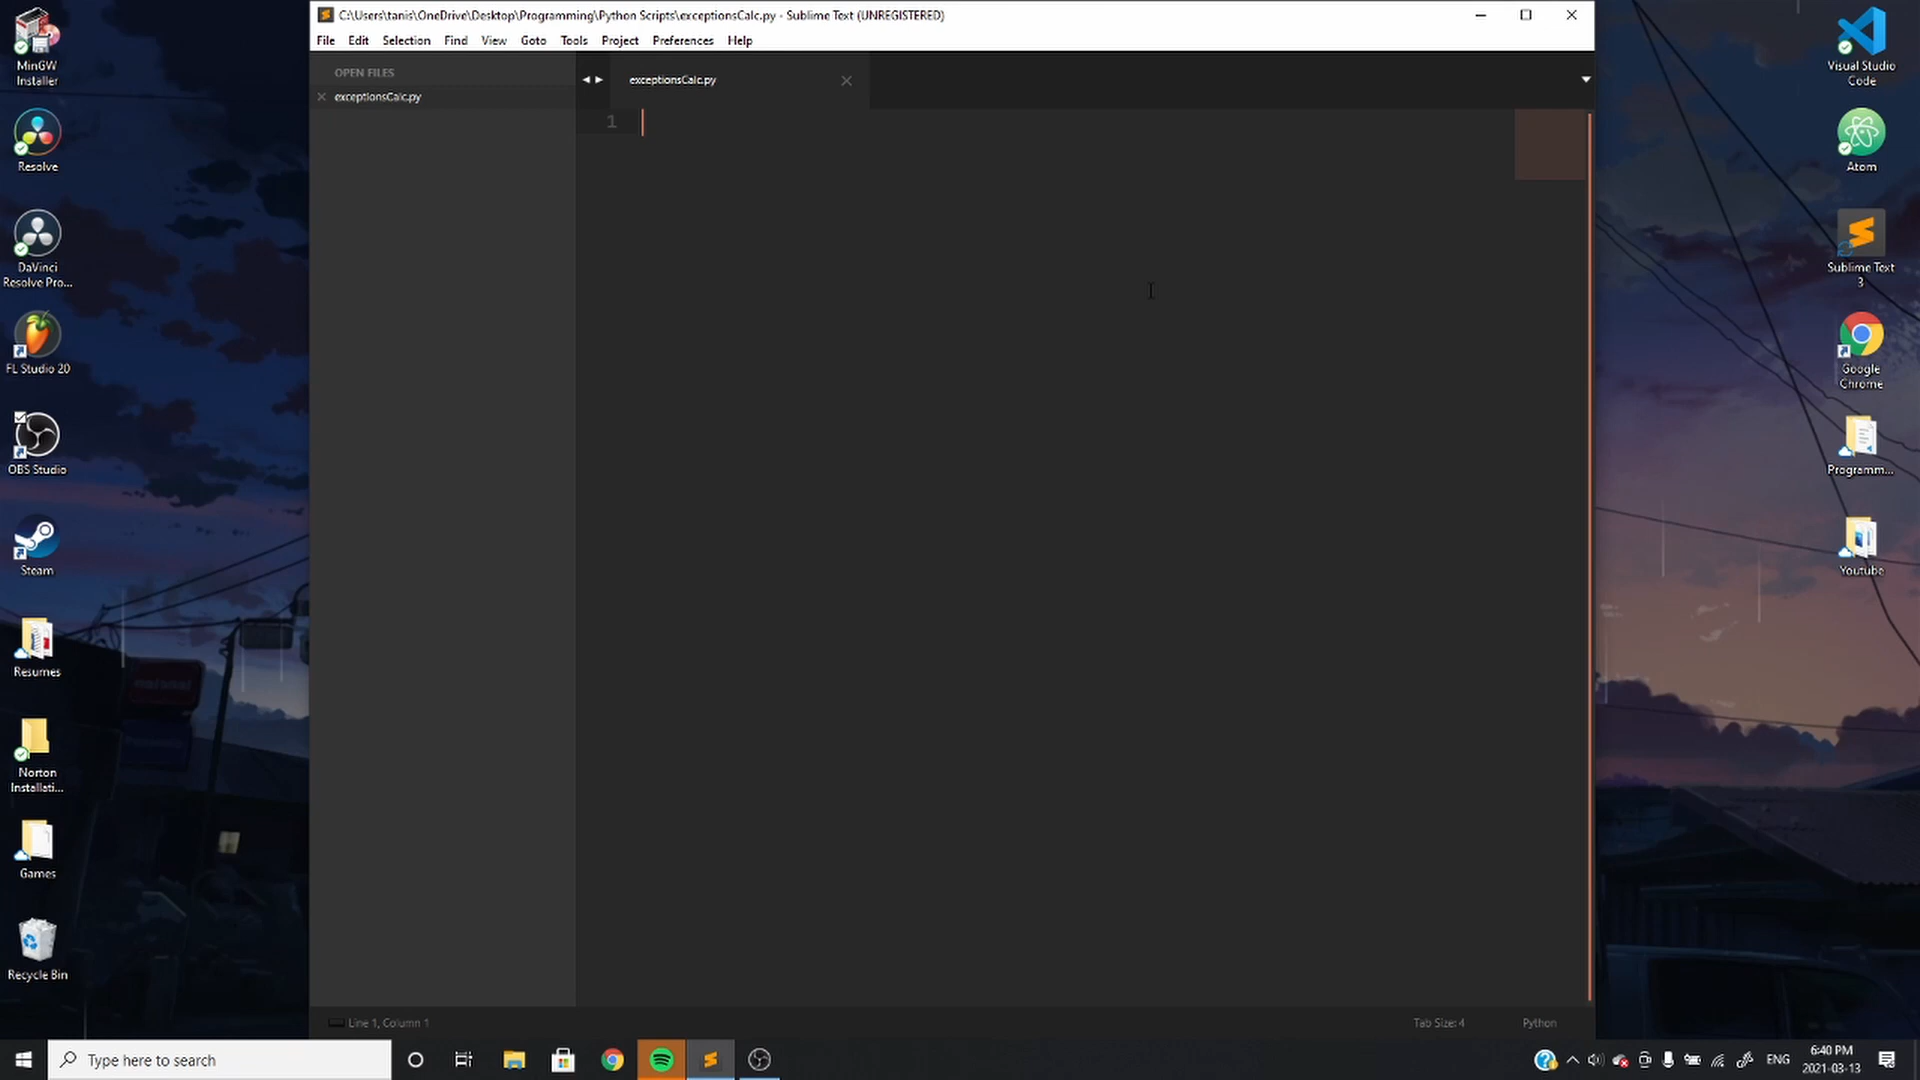 C:\Users\tanis\OneDrive\Desktop\Programming\Python Scripts\exceptionsCalc.py - Sublime Text (UNREGISTERED)
File Edit Selection Find View Goto Tools Project Preferences Help
OPEN FILES
exceptionsCalc.py
exceptionsCalc.py
1
MinGW
Installer
Resolve
DaVinci
Resolve Pro...
FL Studio 20
OBS Studio
Steam
Resumes
Norton
Installati...
Games
Recycle Bin
Visual Studio
Code
Atom
Sublime Text
3
Google
Chrome
Programm...
Youtube
Line 1, Column 1
Tab Size: 4
Python
Type here to search
ENG
6:40 PM
2021-03-13